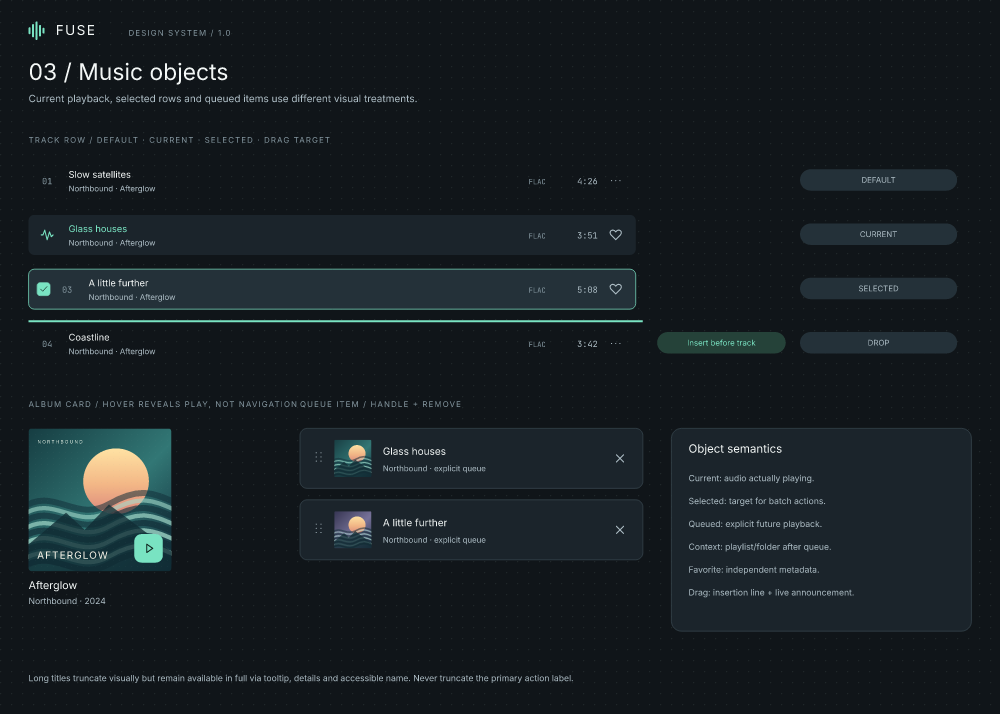 FUSE
DESIGN SYSTEM / 1.0
03 / Music objects
Current playback, selected rows and queued items use different visual treatments.
TRACK ROW / DEFAULT · CURRENT · SELECTED · DRAG TARGET
01 Slow satellites FLAC 4:26 ··· DEFAULT
Northbound · Afterglow
Glass houses FLAC 3:51 CURRENT
Northbound · Afterglow
03 A little further FLAC 5:08 SELECTED
Northbound · Afterglow
04 Coastline FLAC 3:42 ··· Insert before track DROP
Northbound · Afterglow
ALBUM CARD / HOVER REVEALS PLAY, NOT NAVIGATION
NORTHBOUND
AFTERGLOW
Afterglow
Northbound · 2024
QUEUE ITEM / HANDLE + REMOVE
Glass houses
Northbound · explicit queue
A little further
Northbound · explicit queue
Object semantics
Current: audio actually playing.
Selected: target for batch actions.
Queued: explicit future playback.
Context: playlist/folder after queue.
Favorite: independent metadata.
Drag: insertion line + live announcement.
Long titles truncate visually but remain available in full via tooltip, details and accessible name. Never truncate the primary action label.